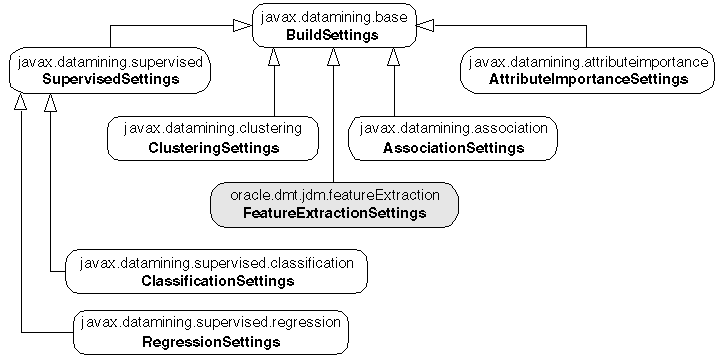 javax.datamining.base
BuildSettings
javax.datamining.supervised
SupervisedSettings
javax.datamining.attributeimportance
AttributeImportanceSettings
javax.datamining.clustering
ClusteringSettings
javax.datamining.association
AssociationSettings
oracle.dmt.jdm.featureExtraction
FeatureExtractionSettings
javax.datamining.supervised.classification
ClassificationSettings
javax.datamining.supervised.regression
RegressionSettings